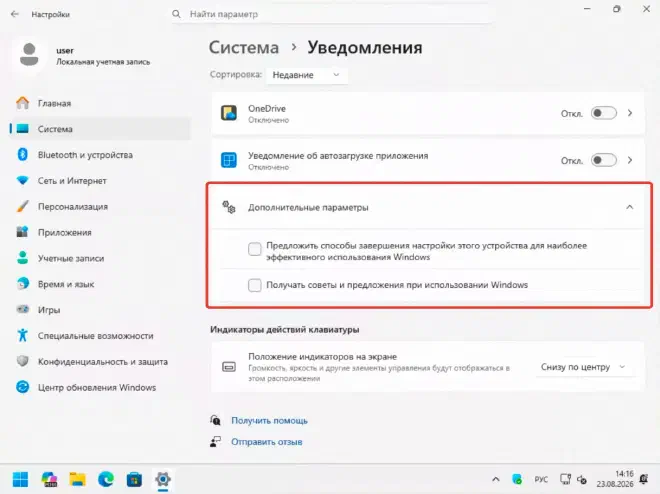 Настройки
Найти параметр
user
Локальная учетная запись
Система › Уведомления
Сортировка: Недавние
Главная
Система
Bluetooth и устройства
Сеть и Интернет
Персонализация
Приложения
Учетные записи
Время и язык
Игры
Специальные возможности
Конфиденциальность и защита
Центр обновления Windows
OneDrive
Отключено
Откл.
Уведомление об автозагрузке приложения
Отключено
Откл.
Дополнительные параметры
Предложить способы завершения настройки этого устройства для наиболее
эффективного использования Windows
Получать советы и предложения при использовании Windows
Индикаторы действий клавиатуры
Положение индикаторов на экране
Громкость, яркость и другие элементы управления будут отображаться в
этом расположении
Снизу по центру
Получить помощь
Отправить отзыв
РУС
14:16
23.08.2026